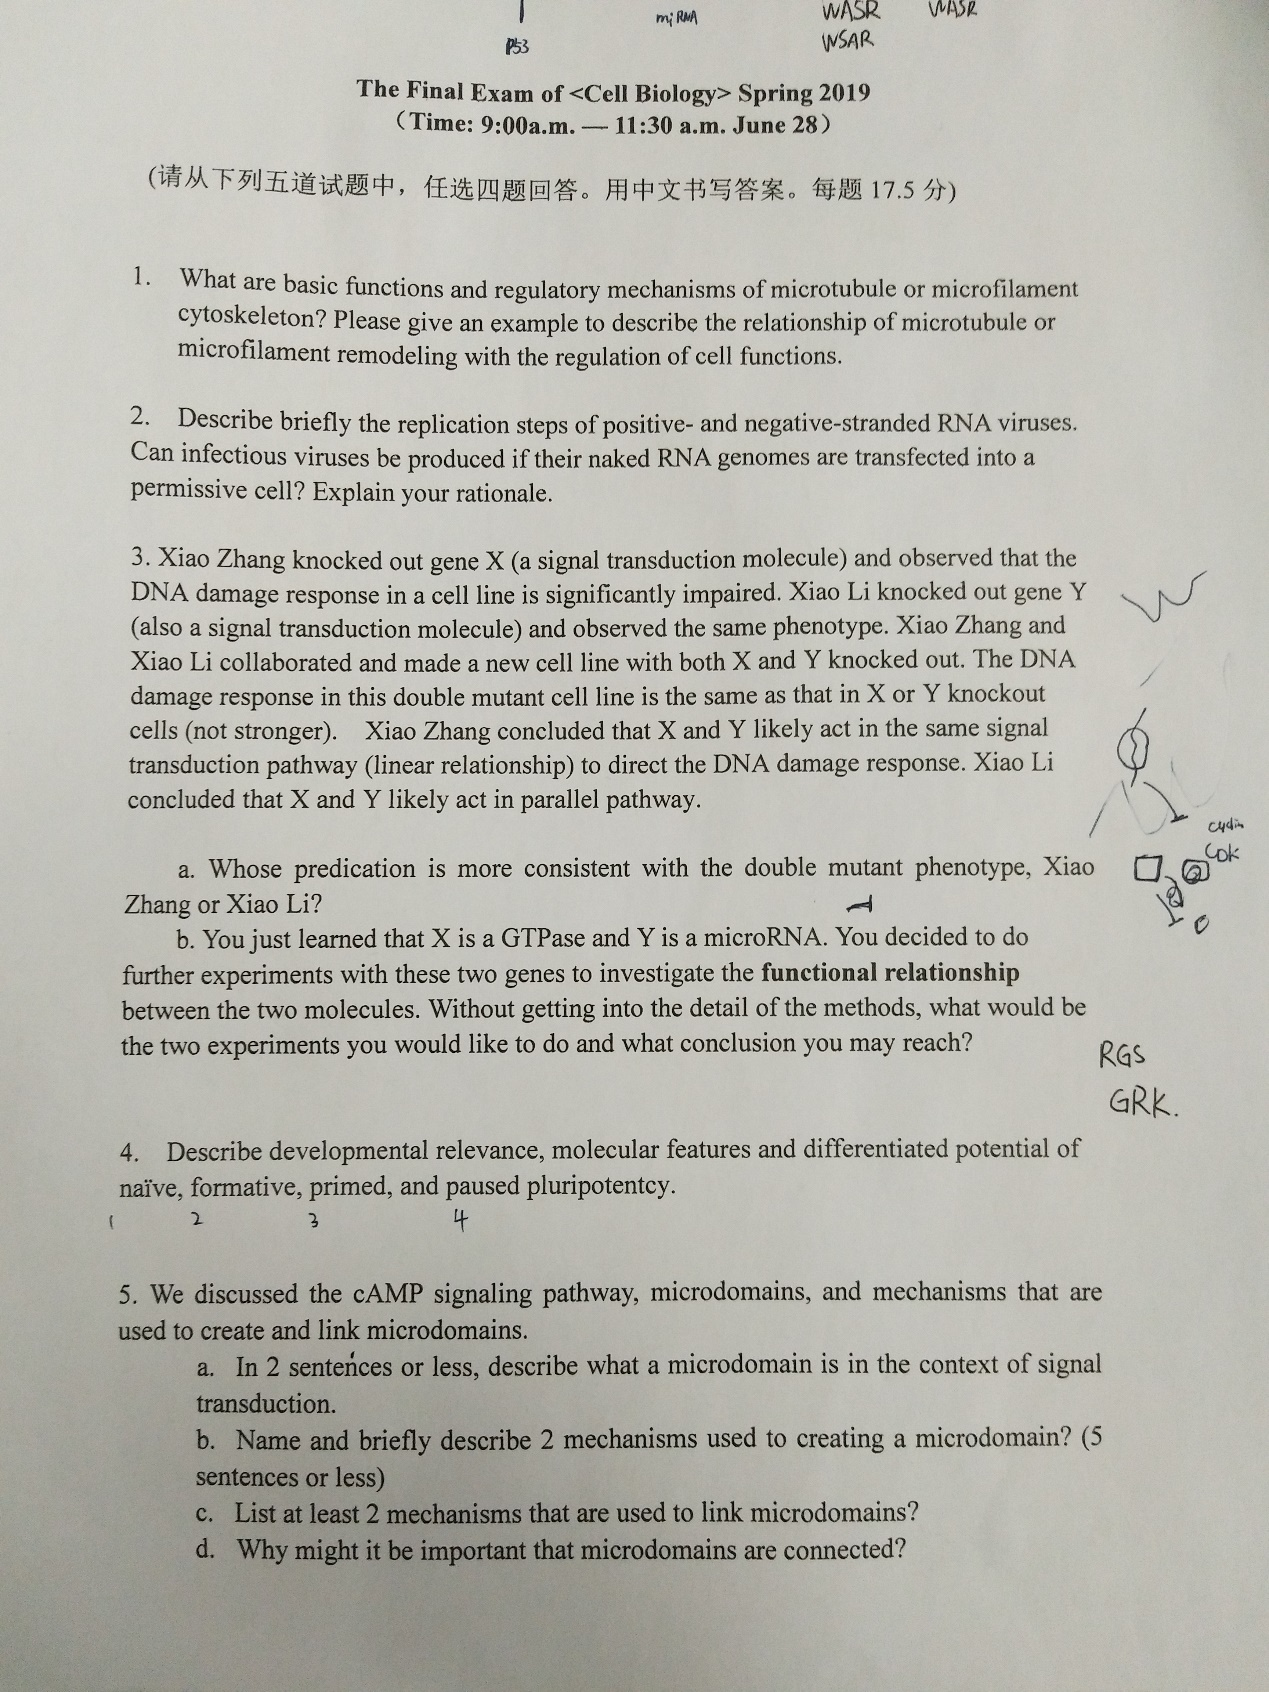 miRNA WASR WASR
P53 WSAR
The Final Exam of <Cell Biology> Spring 2019
（Time: 9:00a.m. — 11:30 a.m. June 28）
(请从下列五道试题中，任选四题回答。用中文书写答案。每题 17.5 分)
1. What are basic functions and regulatory mechanisms of microtubule or microfilament
cytoskeleton? Please give an example to describe the relationship of microtubule or
microfilament remodeling with the regulation of cell functions.
2. Describe briefly the replication steps of positive- and negative-stranded RNA viruses.
Can infectious viruses be produced if their naked RNA genomes are transfected into a
permissive cell? Explain your rationale.
3. Xiao Zhang knocked out gene X (a signal transduction molecule) and observed that the
DNA damage response in a cell line is significantly impaired. Xiao Li knocked out gene Y
(also a signal transduction molecule) and observed the same phenotype. Xiao Zhang and
Xiao Li collaborated and made a new cell line with both X and Y knocked out. The DNA
damage response in this double mutant cell line is the same as that in X or Y knockout
cells (not stronger). Xiao Zhang concluded that X and Y likely act in the same signal
transduction pathway (linear relationship) to direct the DNA damage response. Xiao Li
concluded that X and Y likely act in parallel pathway.
cyclin
CDK
a. Whose predication is more consistent with the double mutant phenotype, Xiao
Zhang or Xiao Li?
b. You just learned that X is a GTPase and Y is a microRNA. You decided to do
further experiments with these two genes to investigate the functional relationship
between the two molecules. Without getting into the detail of the methods, what would be
the two experiments you would like to do and what conclusion you may reach?
RGS
GRK.
4. Describe developmental relevance, molecular features and differentiated potential of
naïve, formative, primed, and paused pluripotentcy.
1 2 3 4
5. We discussed the cAMP signaling pathway, microdomains, and mechanisms that are
used to create and link microdomains.
a. In 2 sentences or less, describe what a microdomain is in the context of signal
transduction.
b. Name and briefly describe 2 mechanisms used to creating a microdomain? (5
sentences or less)
c. List at least 2 mechanisms that are used to link microdomains?
d. Why might it be important that microdomains are connected?